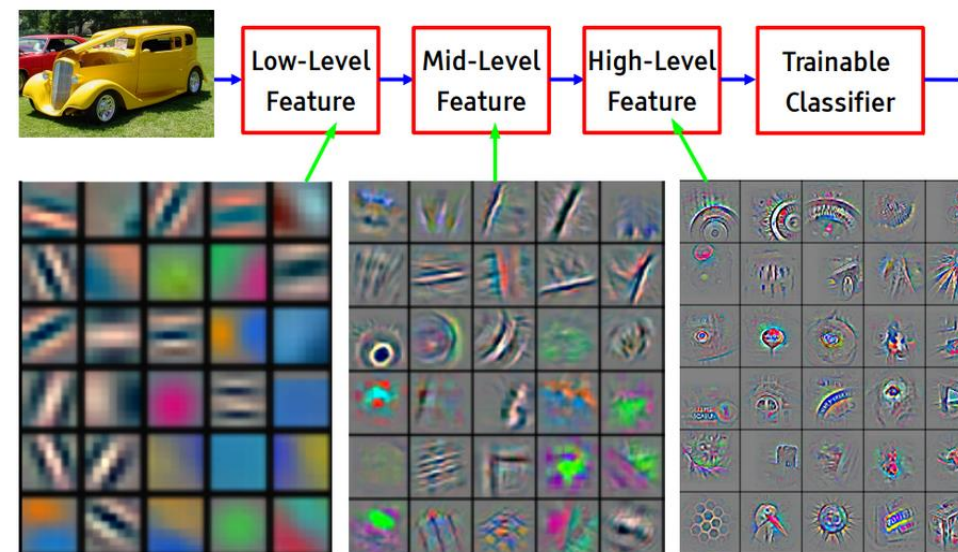 Low-Level
Feature
Mid-Level
Feature
High-Level
Feature
Trainable
Classifier